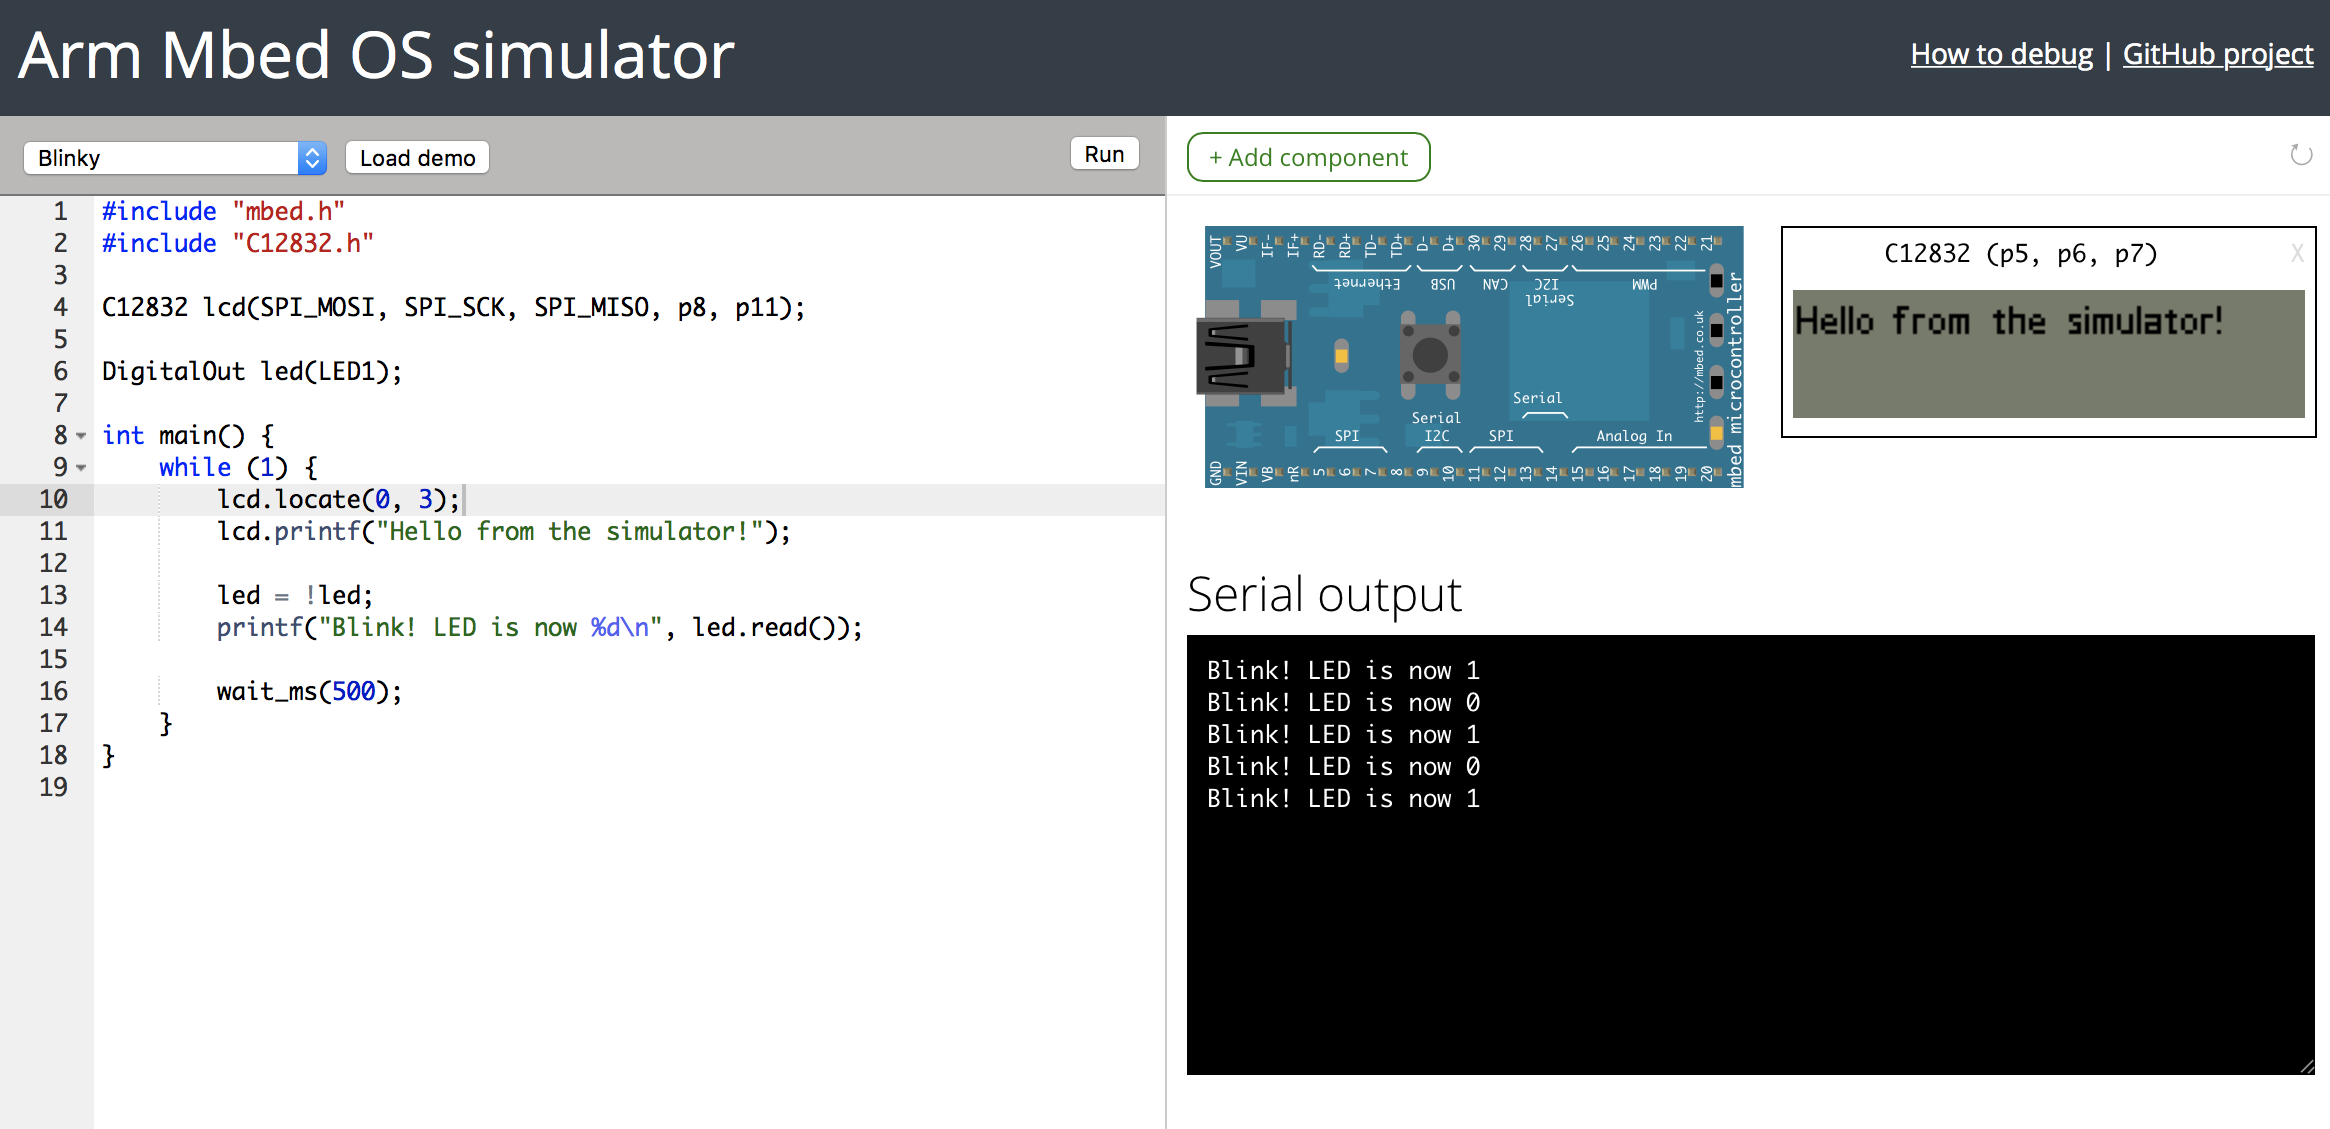 Arm Mbed OS simulator
How to debug | GitHub project
Blinky
Load demo
Run
+ Add component
1 #include "mbed.h"
2 #include "C12832.h"
3
4 C12832 lcd(SPI_MOSI, SPI_SCK, SPI_MISO, p8, p11);
5
6 DigitalOut led(LED1);
7
8 int main() {
9 while (1) {
10 lcd.locate(0, 3);
11 lcd.printf("Hello from the simulator!");
12
13 led = !led;
14 printf("Blink! LED is now %d\n", led.read());
15
16 wait_ms(500);
17 }
18 }
19
VOUT VU IF- IF+ RD- RD+ TD- TD+ D- D+ 30 29 28 27 26 25 24 23 22 21
Ethernet USB CAN I2C PWM
Serial
http://mbed.co.uk
mbed microcontroller
Serial
Serial
SPI I2C SPI Analog In
GND VIN VB nR 5 6 7 8 9 10 11 12 13 14 15 16 17 18 19 20
C12832 (p5, p6, p7)
X
Hello from the simulator!
Serial output
Blink! LED is now 1
Blink! LED is now 0
Blink! LED is now 1
Blink! LED is now 0
Blink! LED is now 1